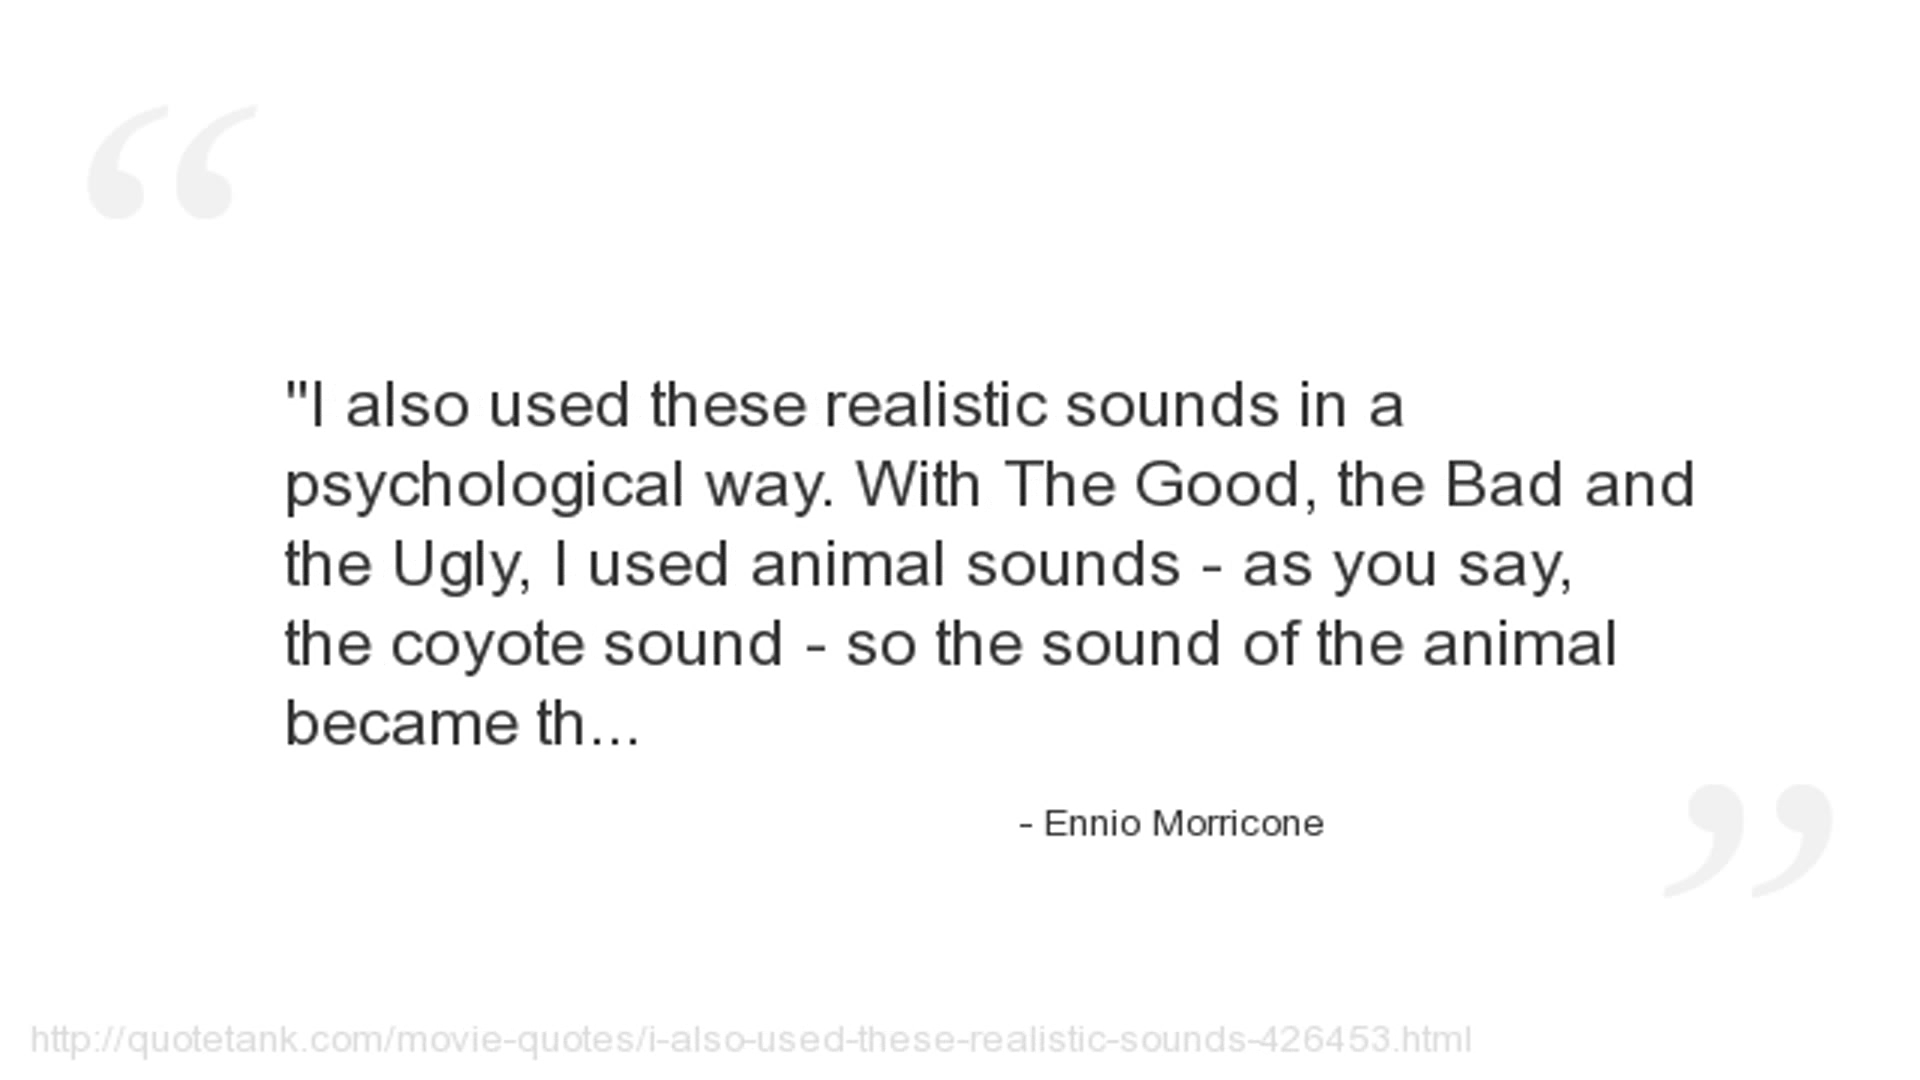 "I also used these realistic sounds in a
psychological way. With The Good, the Bad and
the Ugly, I used animal sounds - as you say,
the coyote sound - so the sound of the animal
became th...
- Ennio Morricone
http://quotetank.com/movie-quotes/i-also-used-these-realistic-sounds-426453.html